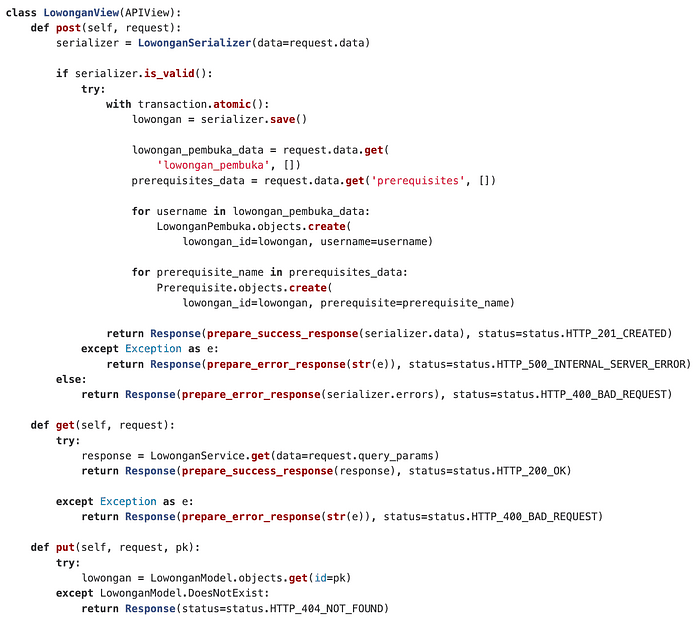 class LowonganView(APIView):
    def post(self, request):
        serializer = LowonganSerializer(data=request.data)

        if serializer.is_valid():
            try:
                with transaction.atomic():
                    lowongan = serializer.save()

                    lowongan_pembuka_data = request.data.get(
                        'lowongan_pembuka', [])
                    prerequisites_data = request.data.get('prerequisites', [])

                    for username in lowongan_pembuka_data:
                        LowonganPembuka.objects.create(
                            lowongan_id=lowongan, username=username)

                    for prerequisite_name in prerequisites_data:
                        Prerequisite.objects.create(
                            lowongan_id=lowongan, prerequisite=prerequisite_name)

                return Response(prepare_success_response(serializer.data), status=status.HTTP_201_CREATED)
            except Exception as e:
                return Response(prepare_error_response(str(e)), status=status.HTTP_500_INTERNAL_SERVER_ERROR)
        else:
            return Response(prepare_error_response(serializer.errors), status=status.HTTP_400_BAD_REQUEST)

    def get(self, request):
        try:
            response = LowonganService.get(data=request.query_params)
            return Response(prepare_success_response(response), status=status.HTTP_200_OK)

        except Exception as e:
            return Response(prepare_error_response(str(e)), status=status.HTTP_400_BAD_REQUEST)

    def put(self, request, pk):
        try:
            lowongan = LowonganModel.objects.get(id=pk)
        except LowonganModel.DoesNotExist:
            return Response(status=status.HTTP_404_NOT_FOUND)